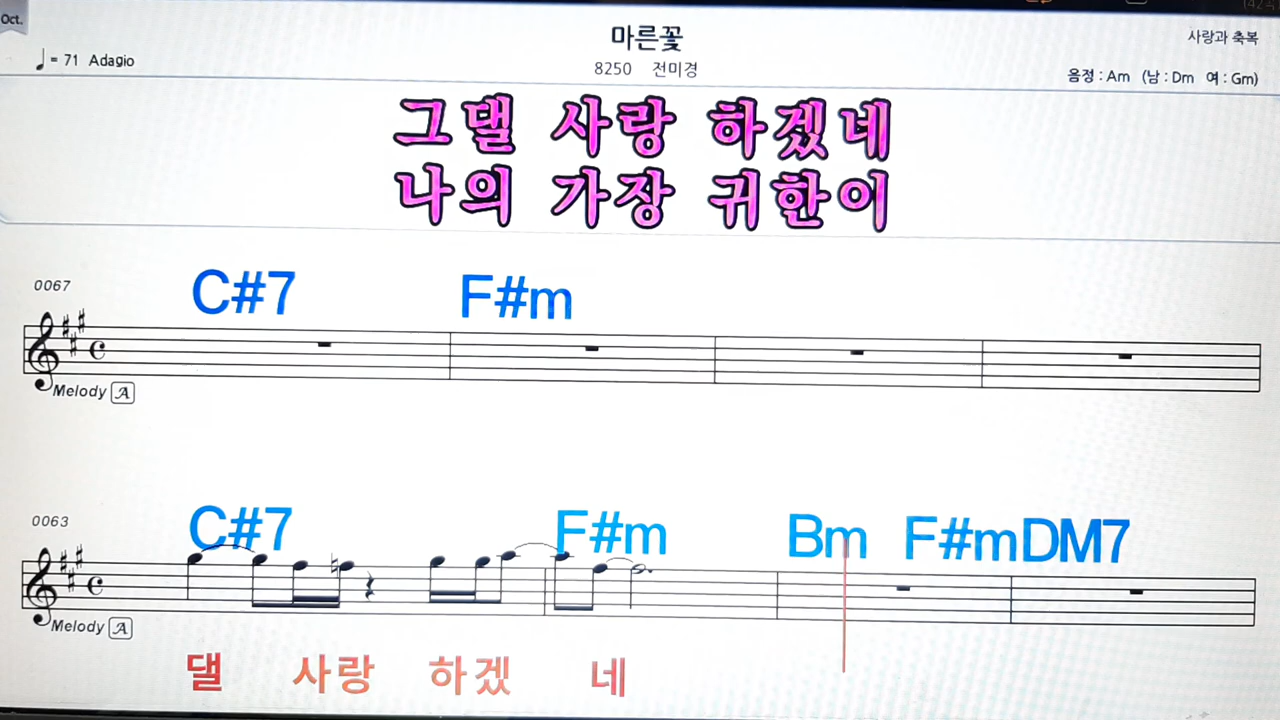 Oct.
마른꽃
사랑과 축복
♩ = 71 Adagio
8250 전미경
음정 : Am (남 : Dm 여 : Gm)
그댈 사랑 하겠네
나의 가장 귀한이
0067
C#7 F#m
Melody A
0063
C#7 F#m Bm F#mDM7
Melody A
댈 사랑 하겠 네